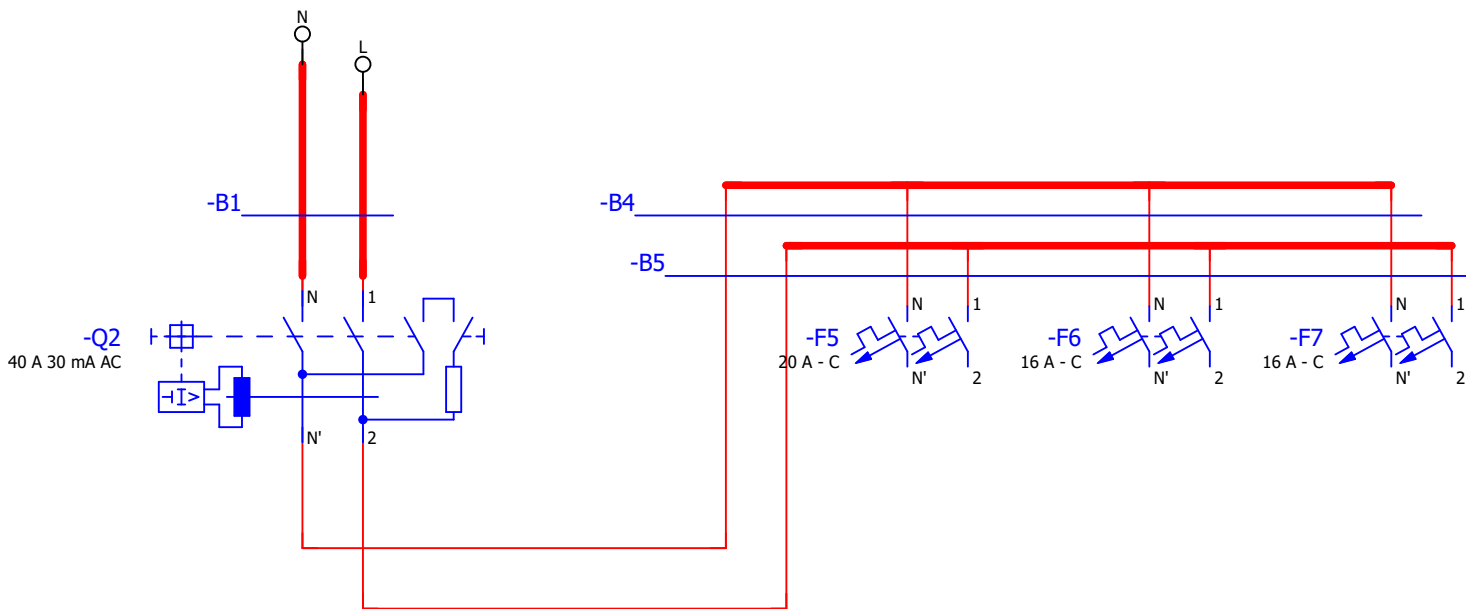 N
L
-B1
-B4
-B5
N 1
-Q2
40 A 30 mA AC
N' 2
N 1
-F5
20 A - C
N' 2
N 1
-F6
16 A - C
N' 2
N 1
-F7
16 A - C
N' 2
I>